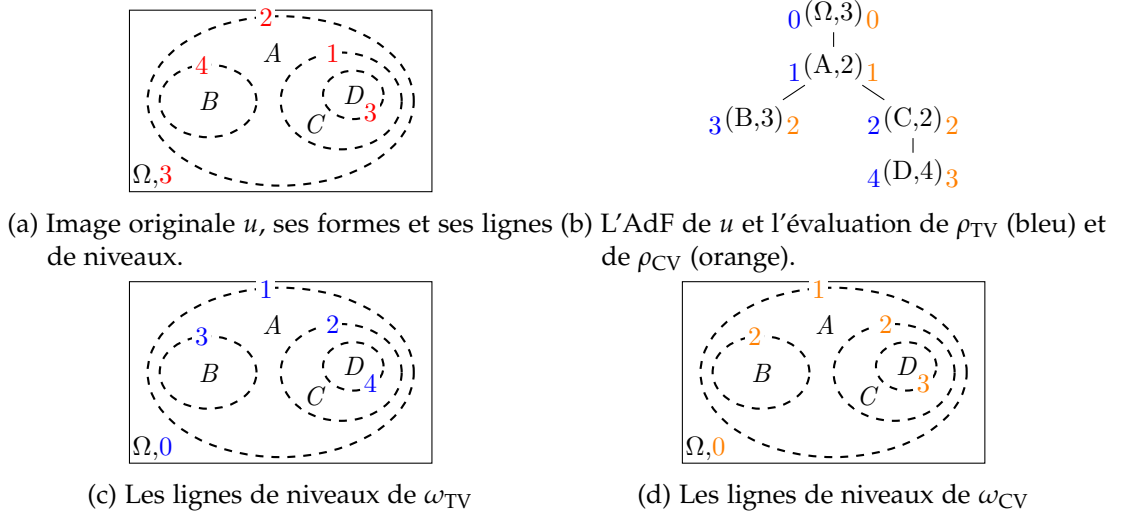 2
A
1
4
B
D
3
C
Ω,3
0(Ω,3)0
1(A,2)1
3(B,3)2
2(C,2)2
4(D,4)3
(a) Image originale u, ses formes et ses lignes de niveaux.
(b) L'AdF de u et l'évaluation de ρTV (bleu) et de ρCV (orange).
1
A
2
3
B
D
4
C
Ω,0
1
A
2
2
B
D
3
C
Ω,0
(c) Les lignes de niveaux de ωTV
(d) Les lignes de niveaux de ωCV